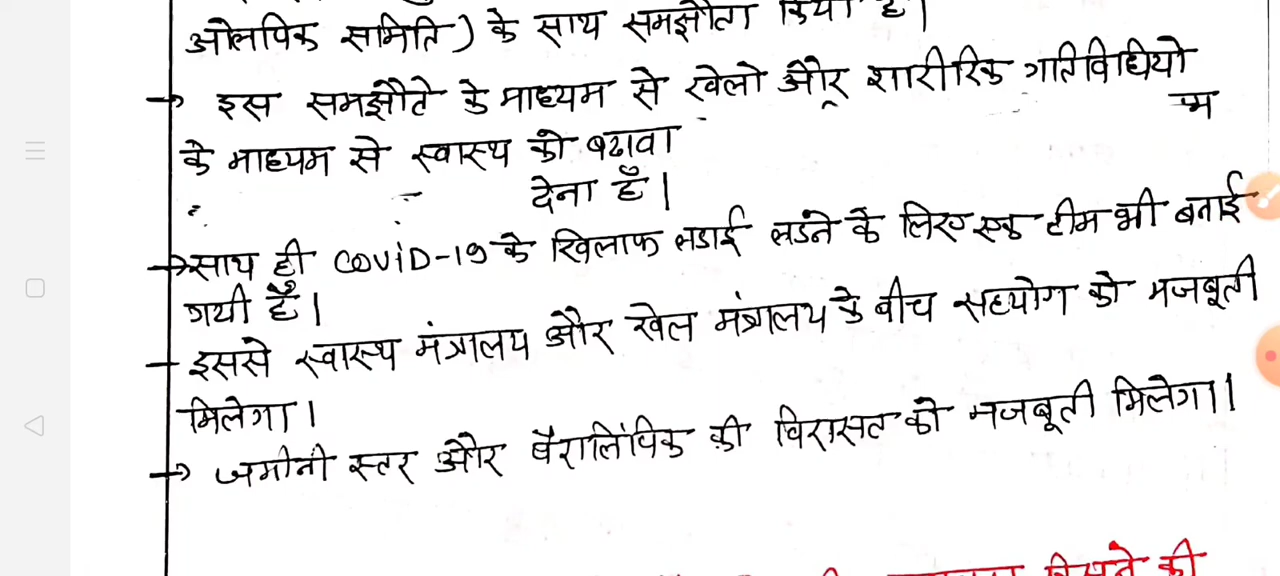 ओलंपिक समिति) के साथ समझौता किया है।
→ इस समझौते के माध्यम से खेलो और शारीरिक गतिविधियो
के माध्यम से स्वास्थ को बढावा
देना हैं।
→ साथ ही COViD-19 के खिलाफ लडाई लडने के लिए एक टीम भी बनाई
गयी हैं।
- इससे स्वास्थ मंत्रालय और खेल मंत्रालय के बीच सहयोग को मजबूती
मिलेगा।
→ जमीनी स्तर और पैरालिंपिक की विरासत को मजबूती मिलेगा।
की